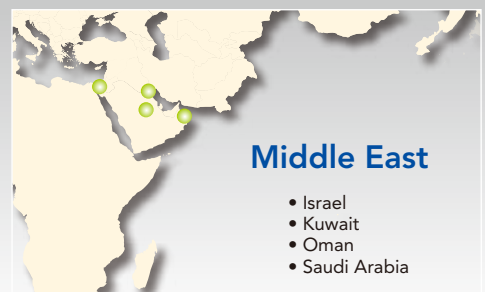 Middle East
• Israel
• Kuwait
• Oman
• Saudi Arabia